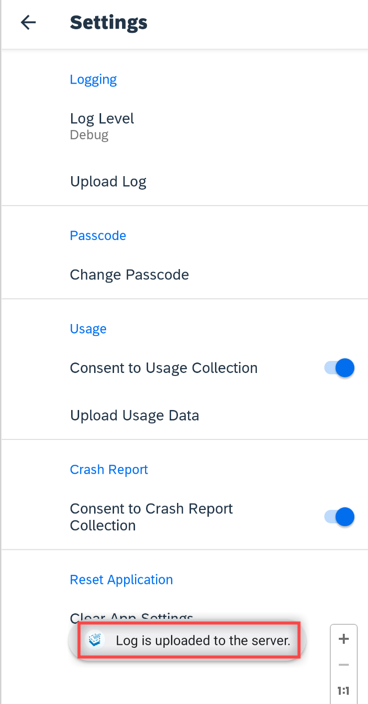 Settings
Logging
Log Level
Debug
Upload Log
Passcode
Change Passcode
Usage
Consent to Usage Collection
Upload Usage Data
Crash Report
Consent to Crash Report
Collection
Reset Application
Clear App Settings
Log is uploaded to the server.
1:1